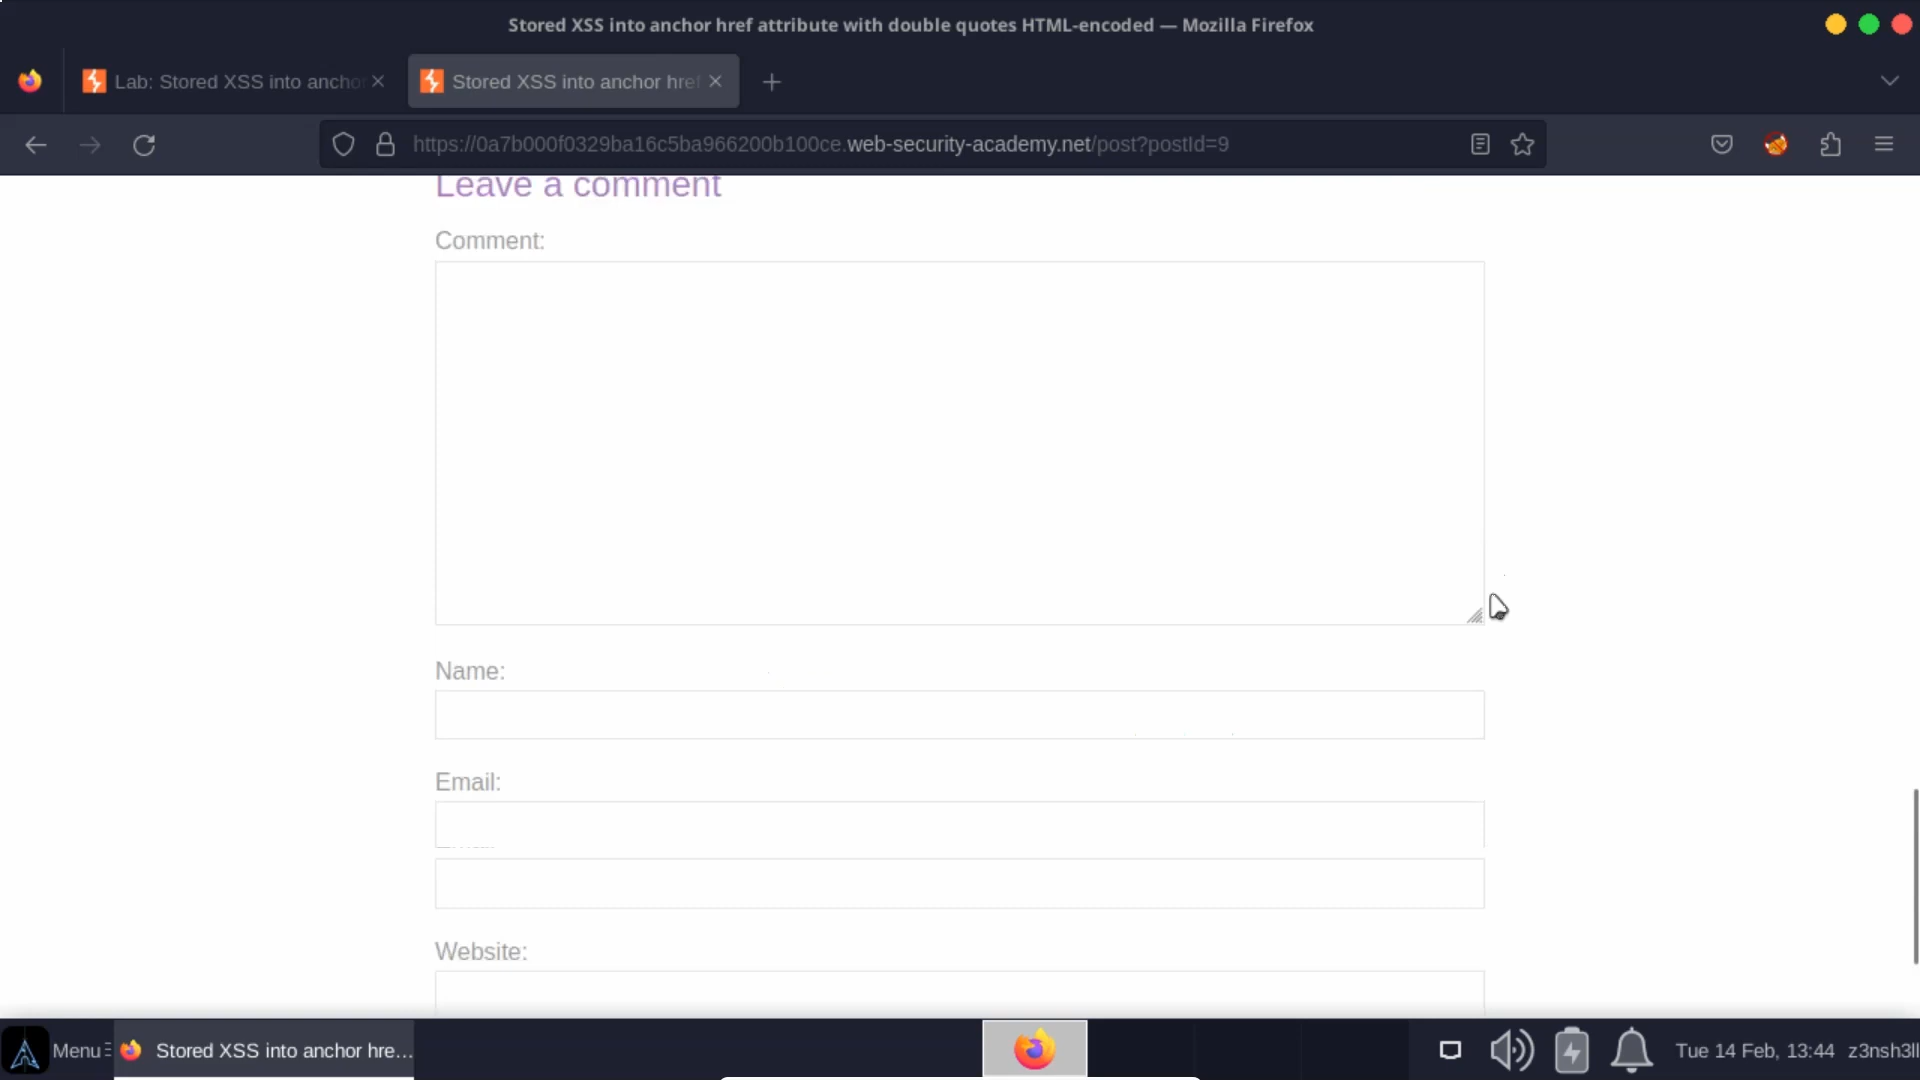 Stored XSS into anchor href attribute with double quotes HTML-encoded — Mozilla Firefox
Lab: Stored XSS into ancho
Stored XSS into anchor href
https://0a7b000f0329ba16c5ba966200b100ce.web-security-academy.net/post?postId=9
Leave a comment
Comment:
Name:
Email:
Website:
Menu
Stored XSS into anchor hre...
Tue 14 Feb, 13:44
z3nsh3ll